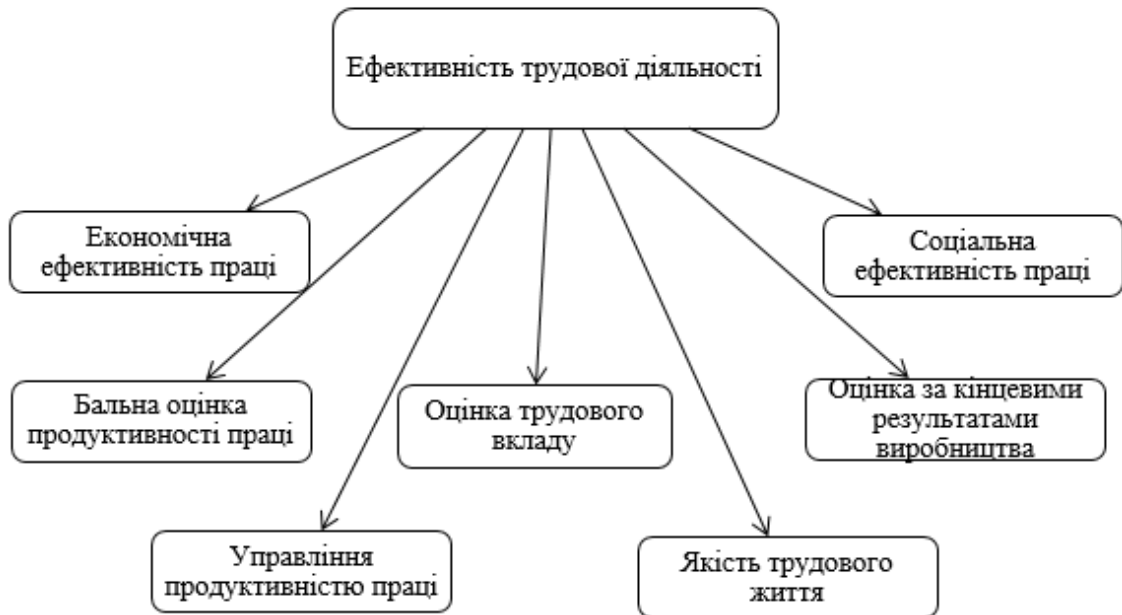 Ефективність трудової діяльності
Економічна
ефективність праці
Соціальна
ефективність праці
Бальна оцінка
продуктивності праці
Оцінка трудового
вкладу
Оцінка за кінцевими
результатами
виробництва
Управління
продуктивністю праці
Якість трудового
життя